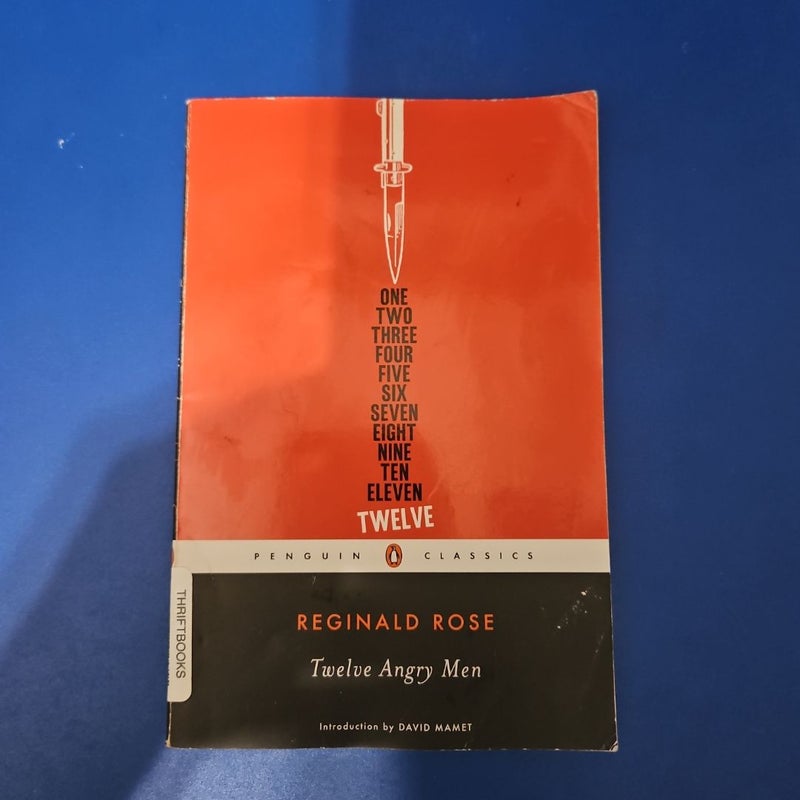 ONE
TWO
THREE
FOUR
FIVE
SIX
SEVEN
EIGHT
NINE
TEN
ELEVEN
TWELVE
PENGUIN CLASSICS
THRIFTBOOKS
REGINALD ROSE
Twelve Angry Men
Introduction by DAVID MAMET